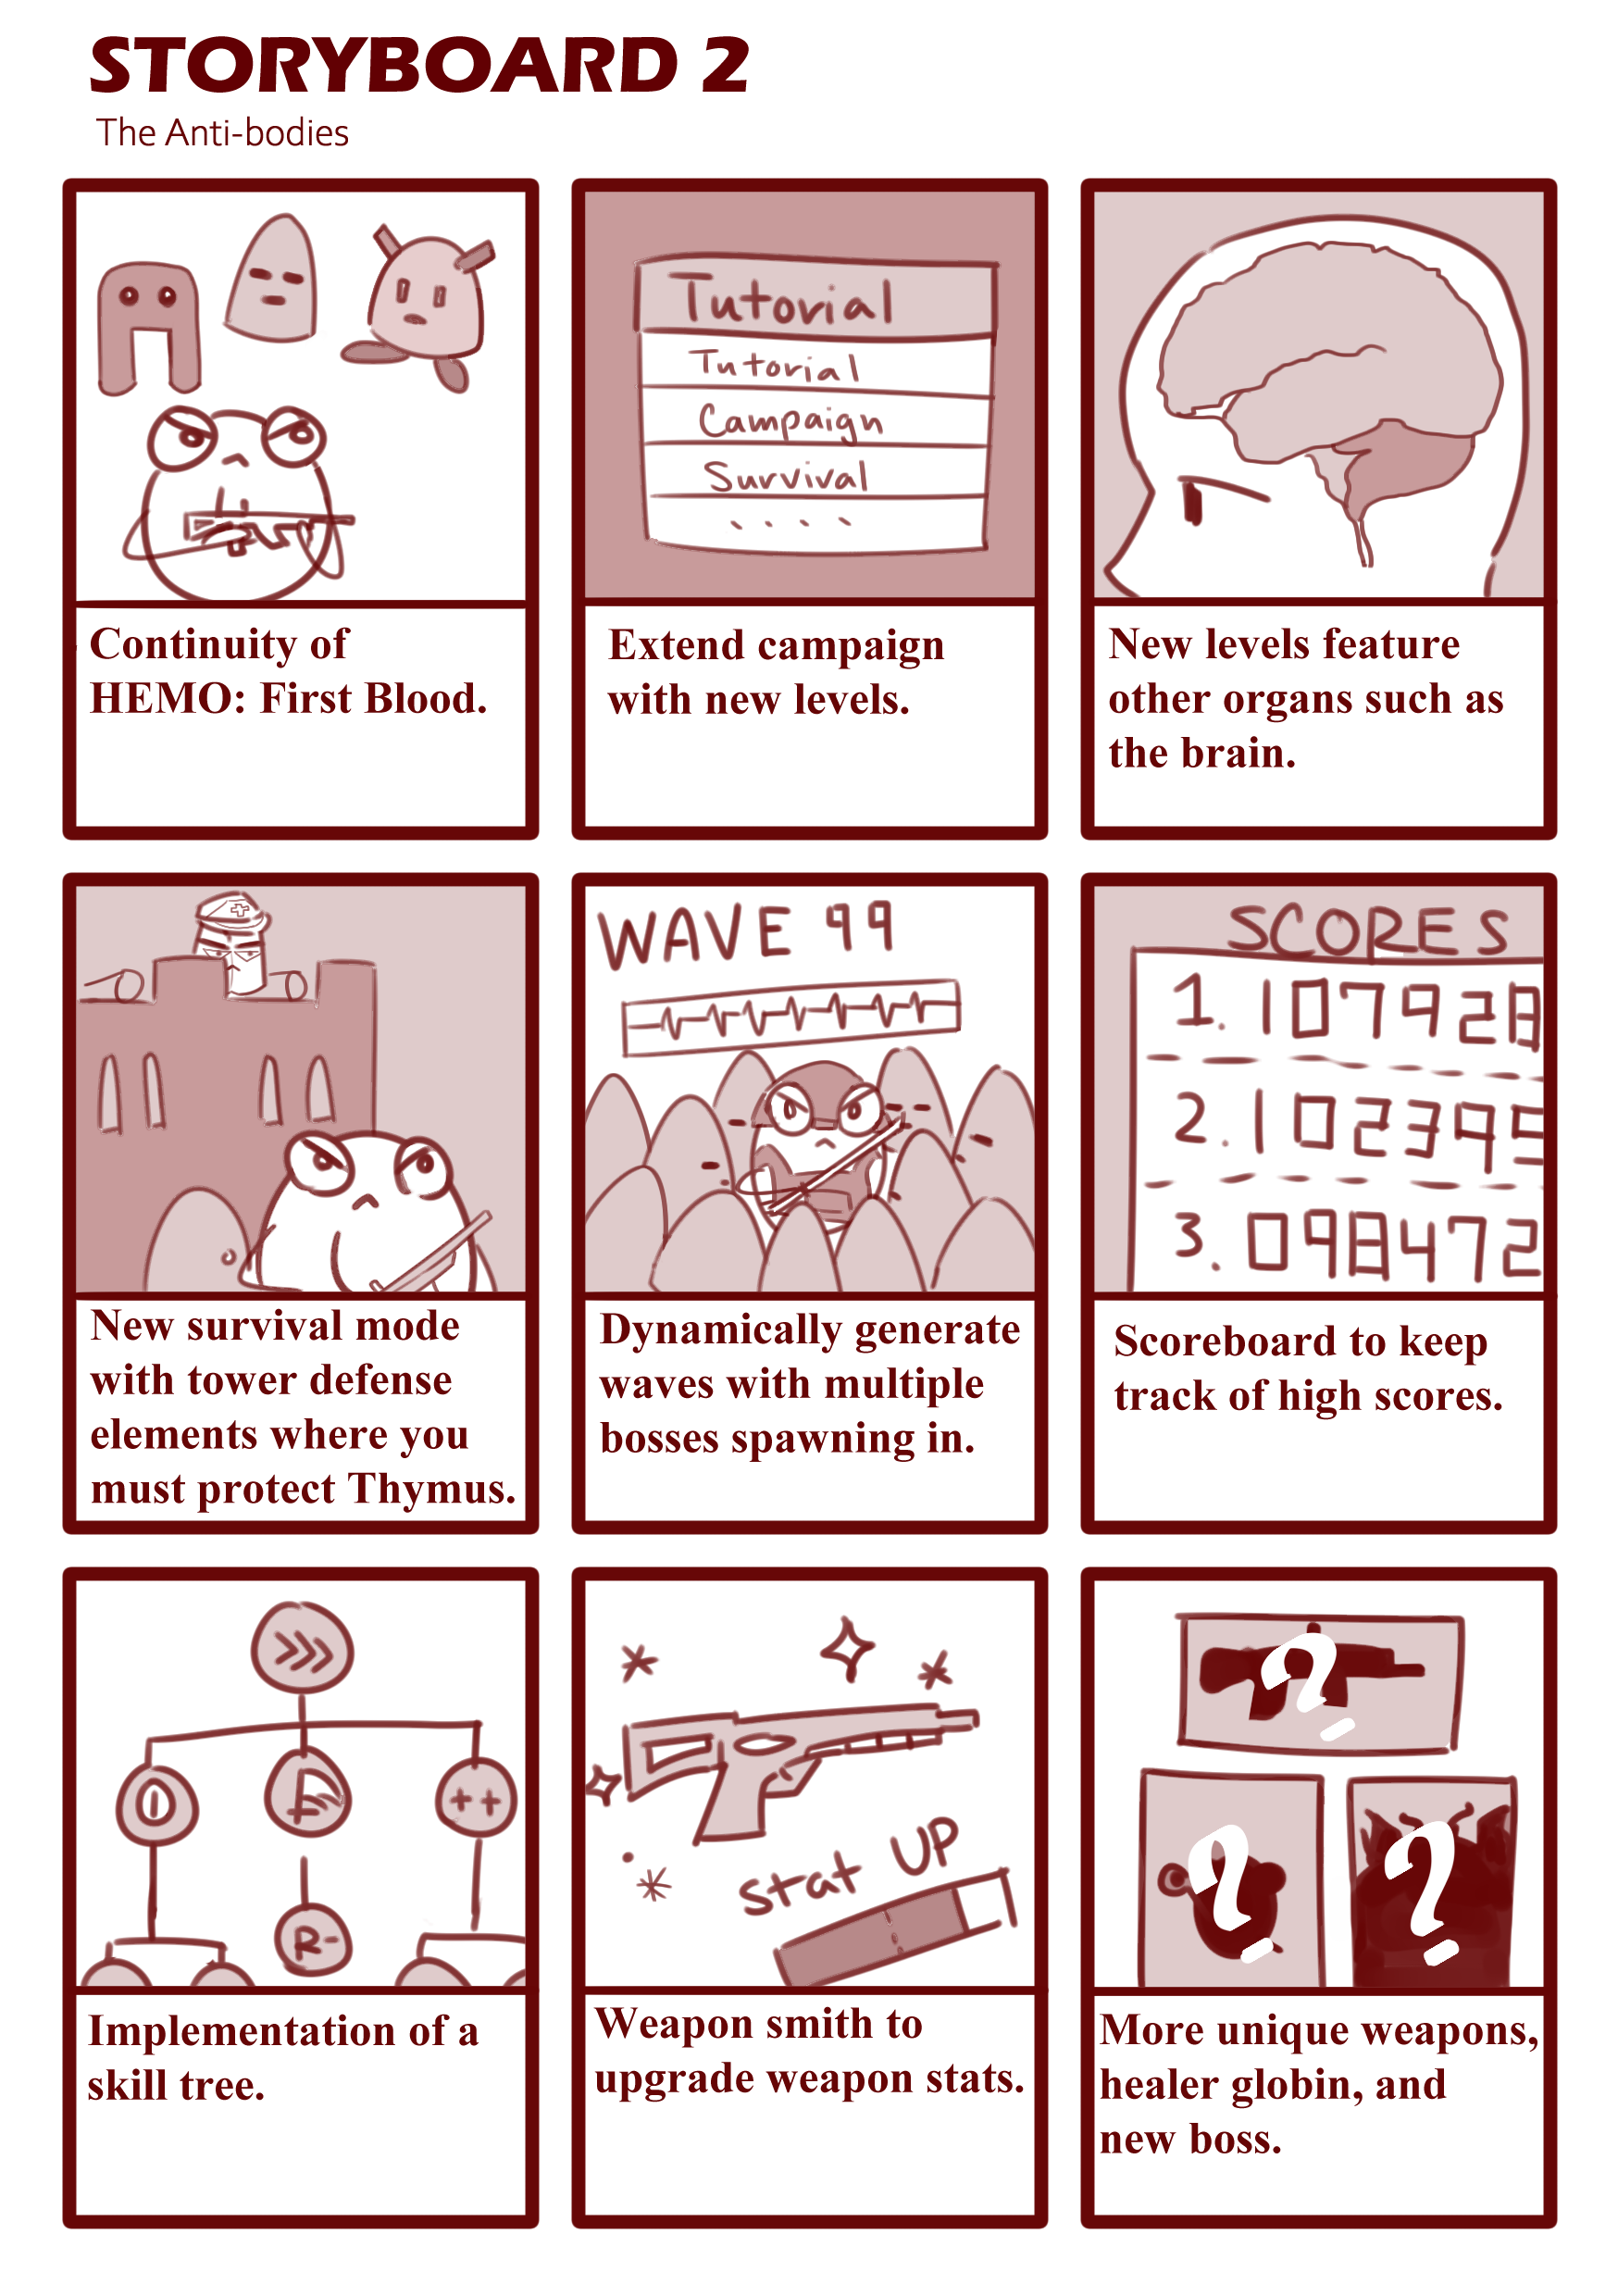 STORYBOARD 2
The Anti-bodies
Tutorial
Tutorial
Campaign
Survival
. . . .
Continuity of
HEMO: First Blood.
Extend campaign
with new levels.
New levels feature
other organs such as
the brain.
WAVE 99
SCORES
1. 107928
2. 102395
3. 098472
New survival mode
with tower defense
elements where you
must protect Thymus.
Dynamically generate
waves with multiple
bosses spawning in.
Scoreboard to keep
track of high scores.
>>>
++
R-
stat UP
?
?
?
Implementation of a
skill tree.
Weapon smith to
upgrade weapon stats.
More unique weapons,
healer globin, and
new boss.